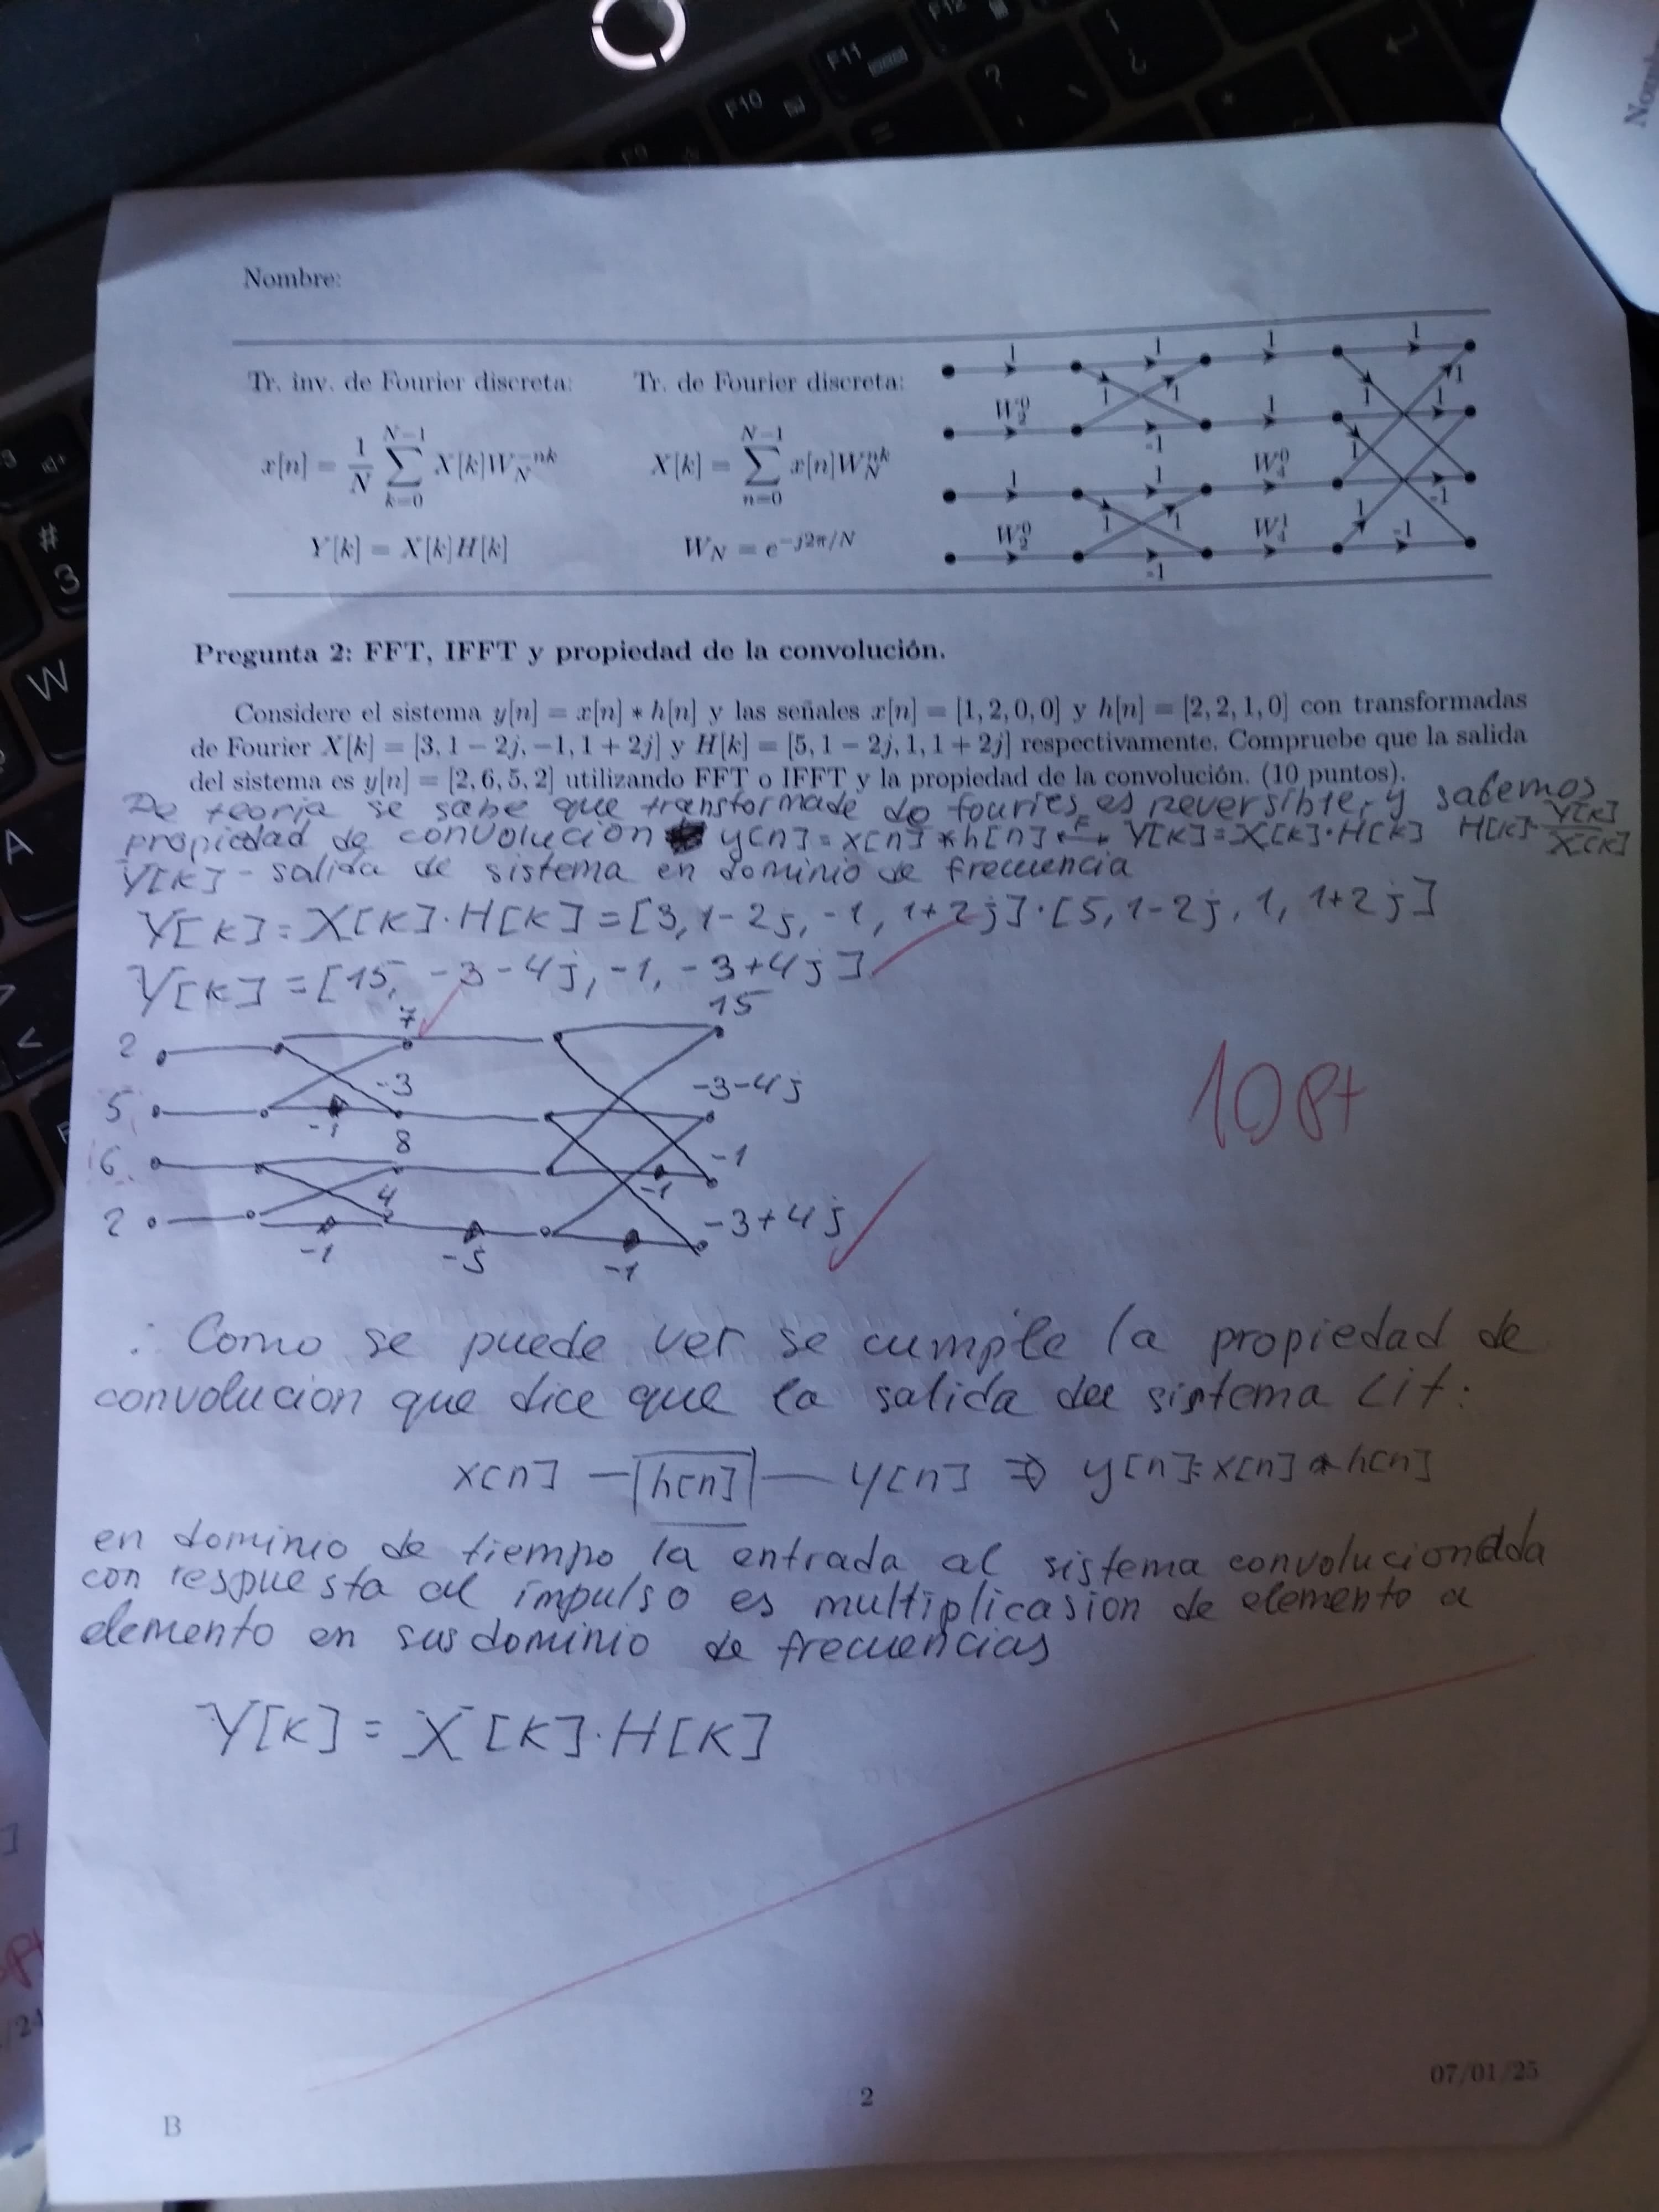 Nombre:
Tr. inv. de Fourier discreta:
x[n] = 1/N ∑_{k=0}^{N−1} X[k]W_N^{−nk}
Y[k] = X[k]H[k]
Tr. de Fourier discreta:
X[k] = ∑_{n=0}^{N−1} x[n]W_N^{nk}
W_N = e^{−j2π/N}
1 1 1 1
W_2^0 1 1 1 1 1 1
-1
1 1 W_4^0 1 -1
W_2^0 1 1 W_4^1 1 -1
-1
Pregunta 2: FFT, IFFT y propiedad de la convolución.
Considere el sistema y[n] = x[n] ∗ h[n] y las señales x[n] = [1, 2, 0, 0] y h[n] = [2, 2, 1, 0] con transformadas
de Fourier X[k] = [3, 1 − 2j, −1, 1 + 2j] y H[k] = [5, 1 − 2j, 1, 1 + 2j] respectivamente. Compruebe que la salida
del sistema es y[n] = [2, 6, 5, 2] utilizando FFT o IFFT y la propiedad de la convolución. (10 puntos).
De teoria se sabe que transformade de fouries es reversible, y sabemos
propiedad de convolucion y[n] = x[n] * h[n] Y[K] = X[K]·H[K] H[K] = Y[K]/X[K]
Y[K] - salida de sistema en dominio de frecuencia
Y[K] = X[K]·H[K] = [3, 1-2j, -1, 1+2j]·[5, 1-2j, 1, 1+2j]
Y[K] = [15, -3-4j, -1, -3+4j]
2 7 15
5 -1 -3 -3-4j
6 8 -1 -1
2 -1 4 -j -1 -3+4j
10pt
Como se puede ver se cumple la propiedad de
convolucion que dice que la salida del sistema Lit:
x[n] — h[n] — y[n] ⇒ y[n] = x[n] * h[n]
en dominio de tiempo la entrada al sistema convolucionada
con respuesta al impulso es multiplicasion de elemento a
elemento en sus dominio de frecuencias
Y[K] = X[K]·H[K]
07/01/25
2
B
F10
F11
F12
#
3
W
A